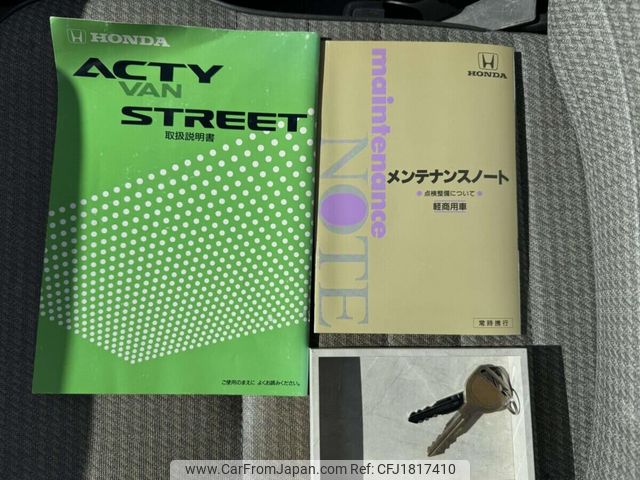 HONDA
ACTY
VAN
STREET
取扱説明書
ご使用のまえに よくお読みください。
HONDA
maintenance
NOTE
メンテナンスノート
点検整備について
軽商用車
常時携行
www.CarFromJapan.com for Ref: CFJ1817410